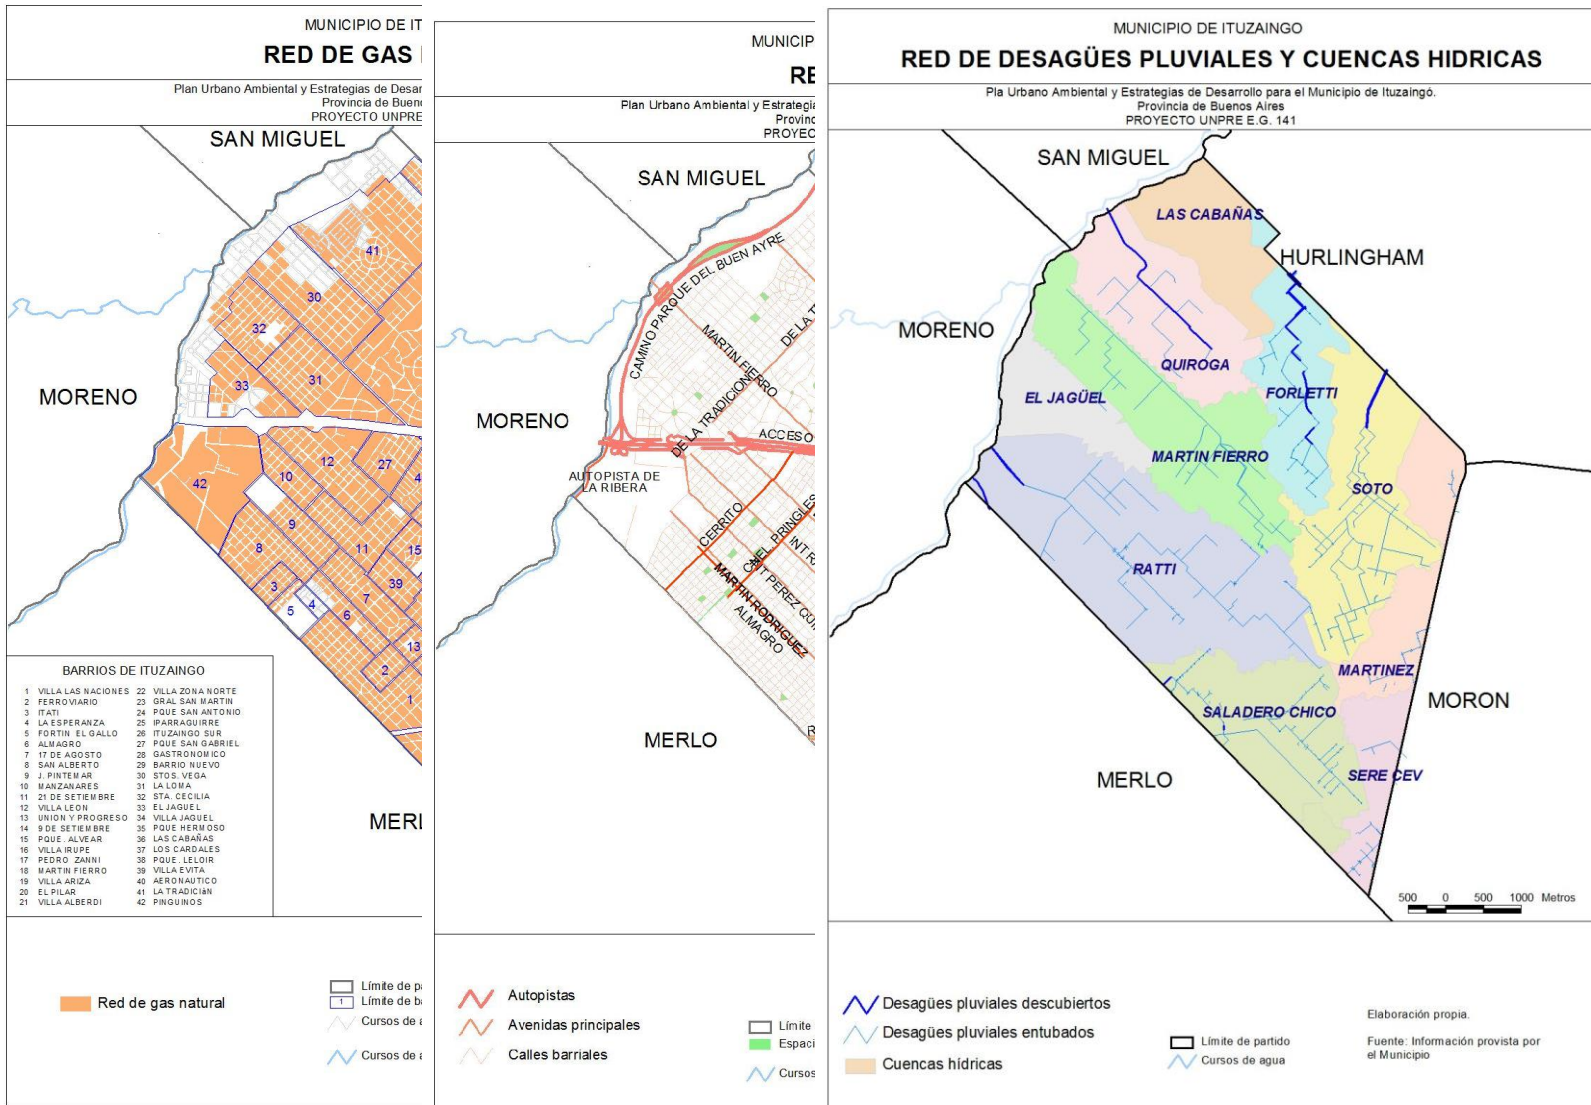 MUNICIPIO DE IT
RED DE GAS
Plan Urbano Ambiental y Estrategias de Desar
Provincia de Buen
PROYECTO UNPRE
SAN MIGUEL
41
30
32
31
33
MORENO
12
27
10
42
9
8
11
15
39
3
7
4
5
6
13
2
1
BARRIOS DE ITUZAINGO
1 VILLA LAS NACIONES 22 VILLA ZONA NORTE
2 FERROVIARIO 23 GRAL SAN MARTIN
3 ITATI 24 PQUE SAN ANTONIO
4 LA ESPERANZA 25 IPARRAGUIRRE
5 FORTIN EL GALLO 26 ITUZAINGO SUR
6 ALMAGRO 27 PQUE SAN GABRIEL
7 17 DE AGOSTO 28 GASTRONOMICO
8 SAN ALBERTO 29 BARRIO NUEVO
9 J. PINTEMAR 30 STOS. VEGA
10 MANZANARES 31 LA LOMA
11 21 DE SETIEMBRE 32 STA. CECILIA
12 VILLA LEON 33 EL JAGUEL
13 UNION Y PROGRESO 34 VILLA JAGUEL
14 9 DE SETIEMBRE 35 PQUE HERMOSO
15 PQUE. ALVEAR 36 LAS CABAÑAS
16 VILLA IRUPE 37 LOS CARDALES
17 PEDRO ZANNI 38 PQUE. LELOIR
18 MARTIN FIERRO 39 VILLA EVITA
19 VILLA ARIZA 40 AERONAUTICO
20 EL PILAR 41 LA TRADICIàN
21 VILLA ALBERDI 42 PINGUINOS
MERL
Red de gas natural
Límite de pa
1 Límite de ba
Cursos de a
Cursos de a
MUNICIP
RE
Plan Urbano Ambiental y Estrategia
Provinc
PROYEC
SAN MIGUEL
CAMINO PARQUE DEL BUEN AYRE
DE LA T
MARTIN FIERRO
DE LA TRADICION
MORENO
ACCESO
AUTOPISTA DE
LA RIBERA
CERRITO
CNEL PRINGLES
INT R
INT PEREZ QUI
MARTIN RODRIGUEZ
ALMAGRO
MERLO
R
Autopistas
Avenidas principales
Calles barriales
Límite
Espaci
Cursos
MUNICIPIO DE ITUZAINGO
RED DE DESAGÜES PLUVIALES Y CUENCAS HIDRICAS
Pla Urbano Ambiental y Estrategias de Desarrollo para el Municipio de Ituzaingó.
Provincia de Buenos Aires
PROYECTO UNPRE E.G. 141
SAN MIGUEL
LAS CABAÑAS
HURLINGHAM
MORENO
QUIROGA
EL JAGÜEL
FORLETTI
MARTIN FIERRO
SOTO
RATTI
MARTINEZ
MORON
SALADERO CHICO
MERLO
SERE CEV
500 0 500 1000 Metros
Desagües pluviales descubiertos
Desagües pluviales entubados
Cuencas hídricas
Límite de partido
Cursos de agua
Elaboración propia.
Fuente: Información provista por
el Municipio